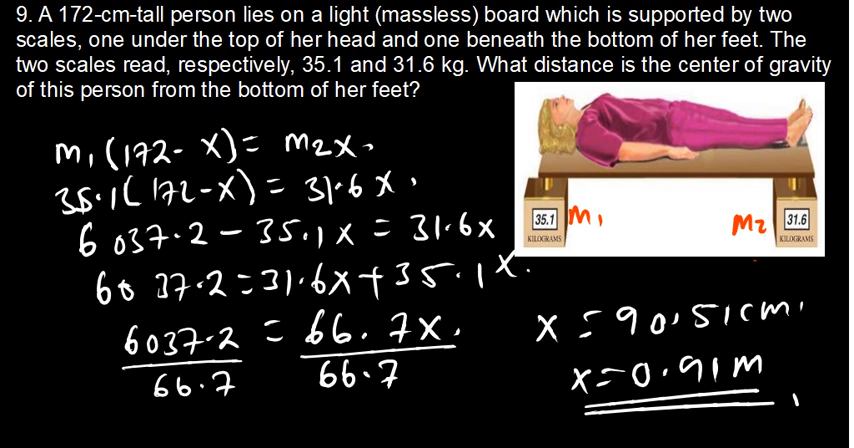 9. A 172-cm-tall person lies on a light (massless) board which is supported by two
scales, one under the top of her head and one beneath the bottom of her feet. The
two scales read, respectively, 35.1 and 31.6 kg. What distance is the center of gravity
of this person from the bottom of her feet?
m₁(172-x)= m2x,
35.1(172-x)= 31.6x,
6037.2-35.1x = 31.6x
6037.2=31.6x+35.1x.
6037.2 = 66.7x.
66.7 66.7
x=90.51cm,
x=0.91m
35.1 M₁
KILOGRAMS
M2 31.6
KILOGRAMS